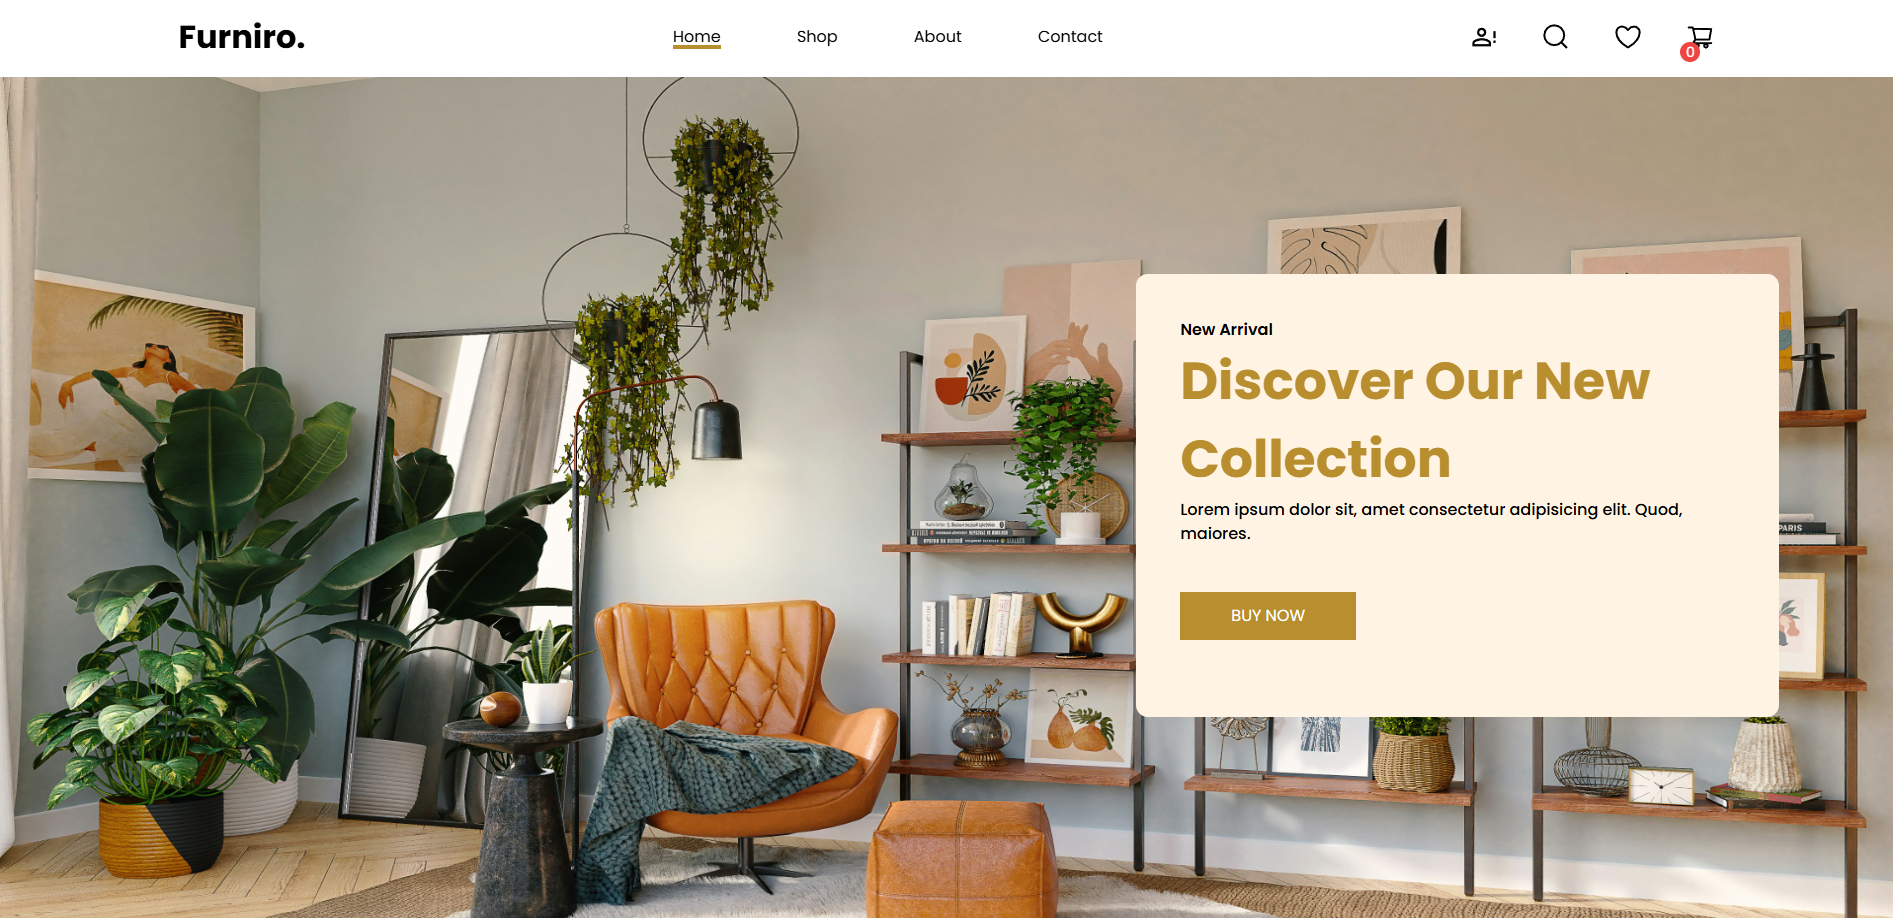 Furniro.
Home Shop About Contact
0
New Arrival
Discover Our New
Collection
Lorem ipsum dolor sit, amet consectetur adipisicing elit. Quod,
maiores.
BUY NOW
PARIS